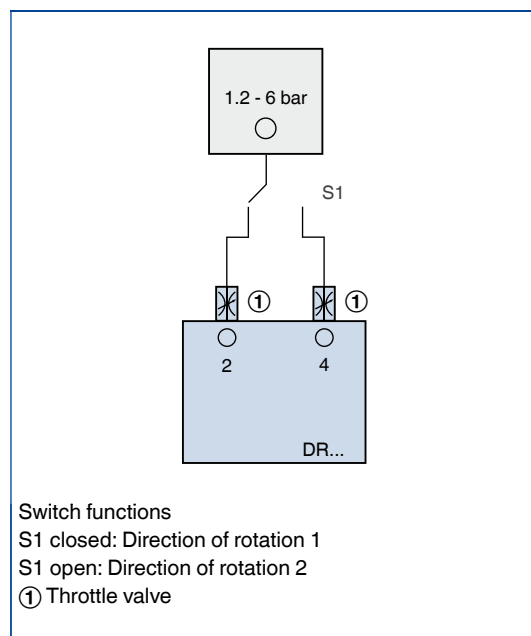 1.2 - 6 bar
S1
① ①
2 4
DR...
Switch functions
S1 closed: Direction of rotation 1
S1 open: Direction of rotation 2
① Throttle valve